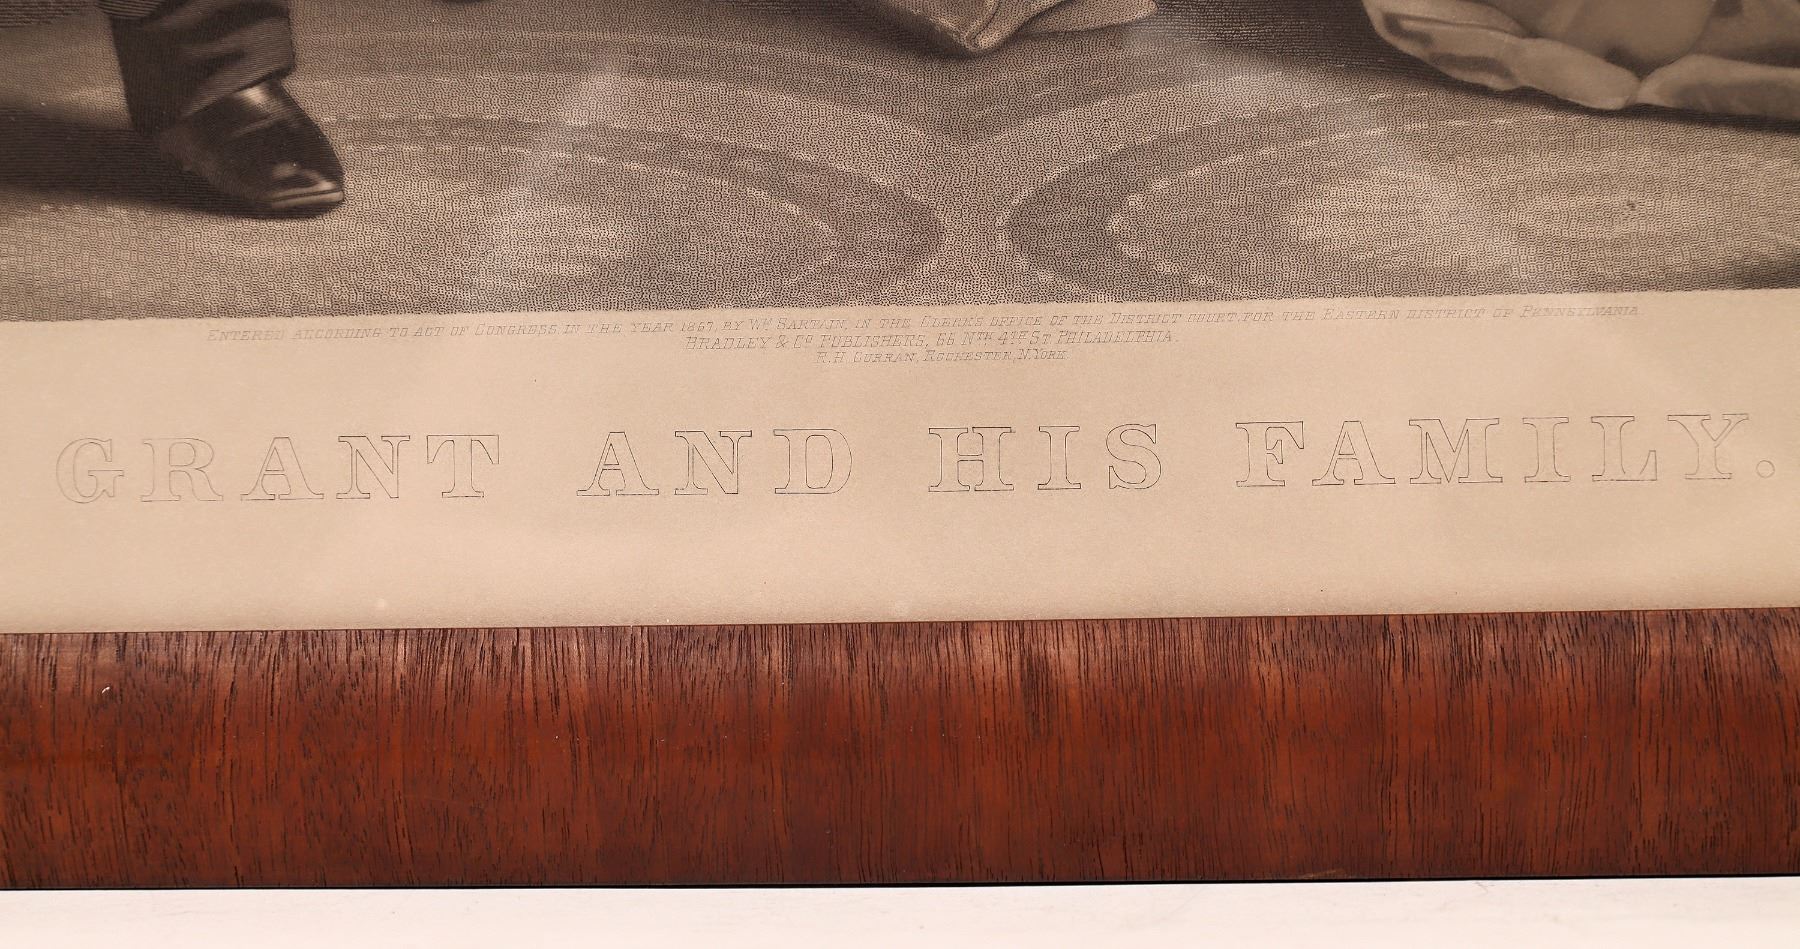 ENTERED ACCORDING TO ACT OF CONGRESS IN THE YEAR 1867, BY WM. SARTAIN, IN THE CLERKS OFFICE OF THE DISTRICT COURT FOR THE EASTERN DISTRICT OF PENNSYLVANIA.
BRADLEY & CO. PUBLISHERS, 66 NTH. 4TH. ST PHILADELPHIA.
R.H. CURRAN, ROCHESTER, N.YORK.
GRANT AND HIS FAMILY.